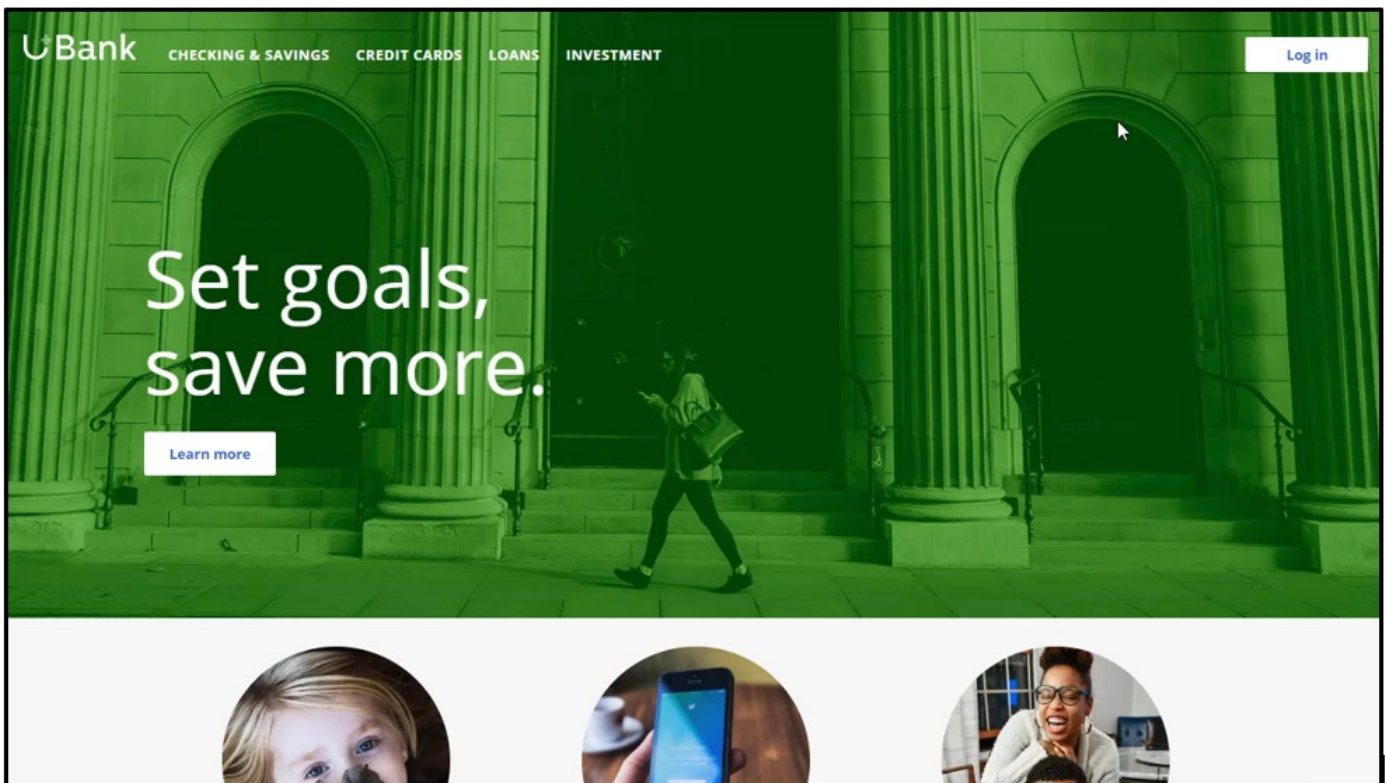 UBank
CHECKING & SAVINGS
CREDIT CARDS
LOANS
INVESTMENT
Log in
Set goals,
save more.
Learn more